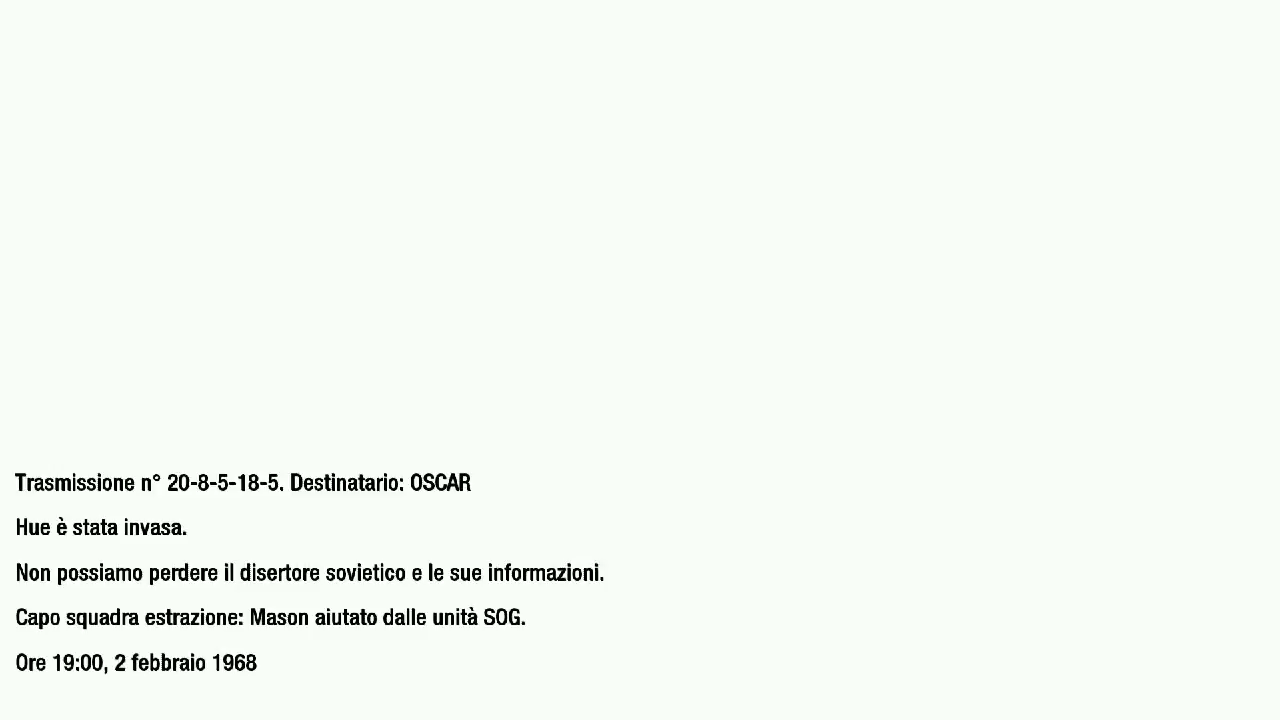 Trasmissione n° 20-8-5-18-5. Destinatario: OSCAR
Hue è stata invasa.
Non possiamo perdere il disertore sovietico e le sue informazioni.
Capo squadra estrazione: Mason aiutato dalle unità SOG.
Ore 19:00, 2 febbraio 1968